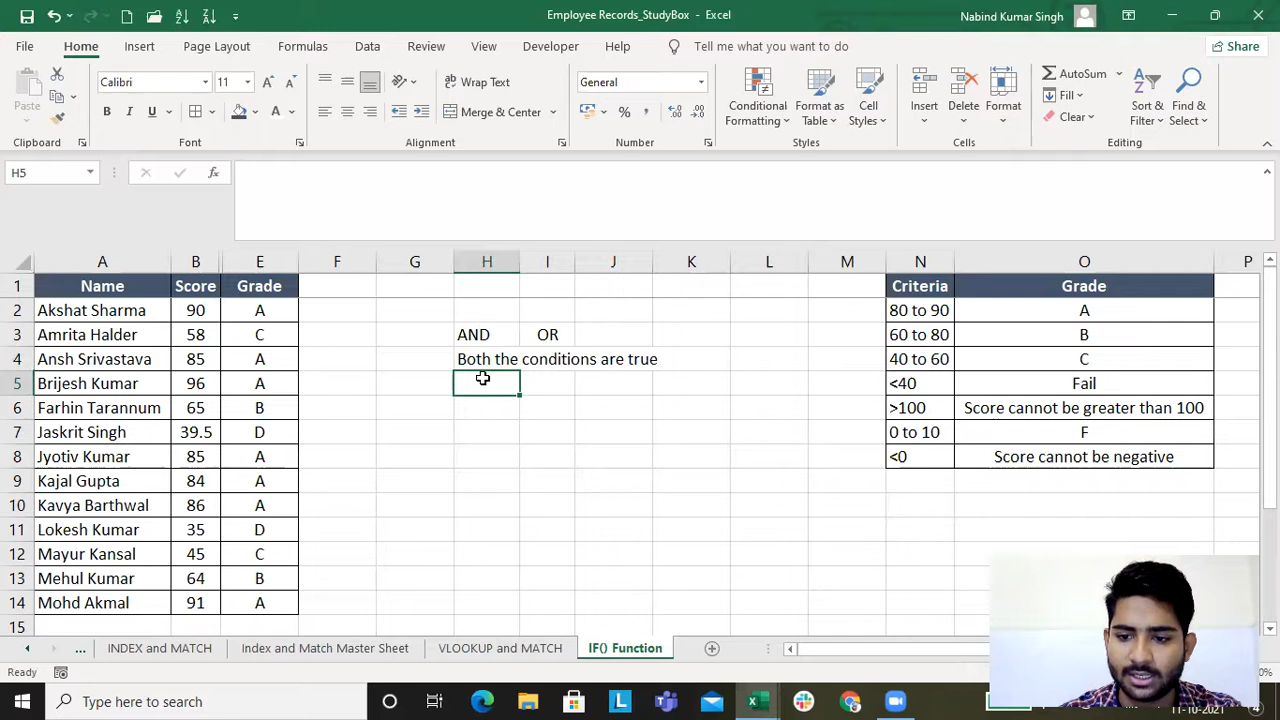 Employee Records_StudyBox - Excel
Nabind Kumar Singh
File Home Insert Page Layout Formulas Data Review View Developer Help Tell me what you want to do Share
Paste
Clipboard
Calibri 11
B I U
Font
Wrap Text
Merge & Center
Alignment
General
Number
Conditional Formatting
Format as Table
Cell Styles
Styles
Insert
Delete
Format
Cells
AutoSum
Fill
Clear
Sort & Filter
Find & Select
Editing
H5 fx
A B E F G H I J K L M N O P
1 Name Score Grade Criteria Grade
2 Akshat Sharma 90 A 80 to 90 A
3 Amrita Halder 58 C AND OR 60 to 80 B
4 Ansh Srivastava 85 A Both the conditions are true 40 to 60 C
5 Brijesh Kumar 96 A <40 Fail
6 Farhin Tarannum 65 B >100 Score cannot be greater than 100
7 Jaskrit Singh 39.5 D 0 to 10 F
8 Jyotiv Kumar 85 A <0 Score cannot be negative
9 Kajal Gupta 84 A
10 Kavya Barthwal 86 A
11 Lokesh Kumar 35 D
12 Mayur Kansal 45 C
13 Mehul Kumar 64 B
14 Mohd Akmal 91 A
15
... INDEX and MATCH Index and Match Master Sheet VLOOKUP and MATCH IF() Function
Ready
Type here to search
11-10-2021